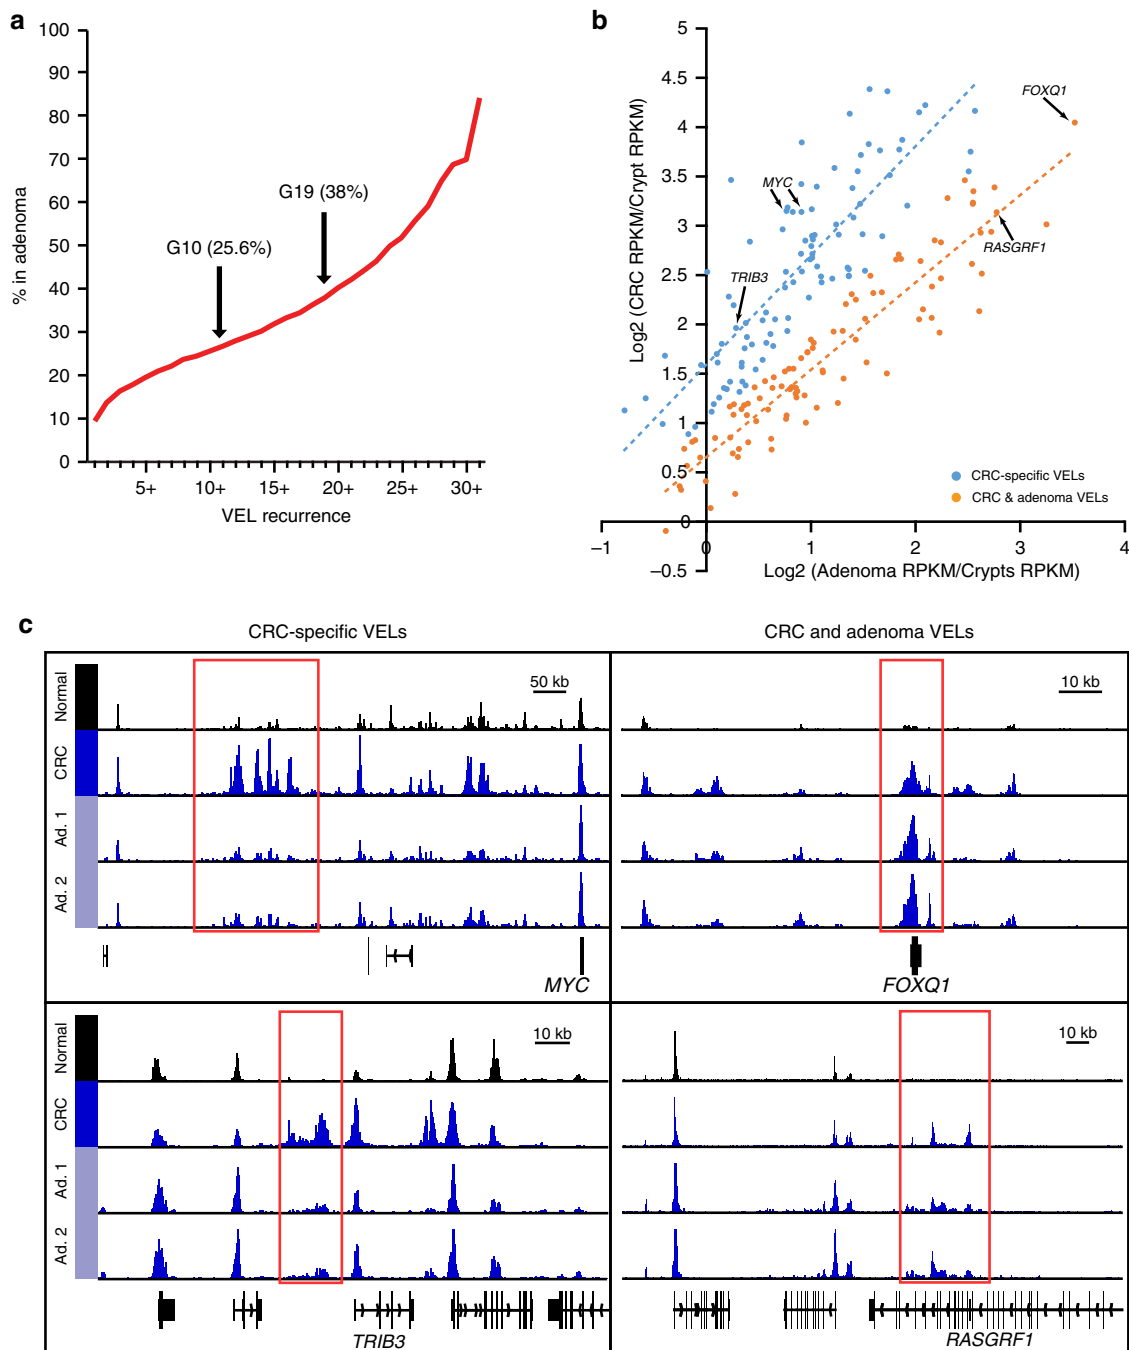 a
100
90
80
70
60
50
40
30
20
10
0
% in adenoma
G10 (25.6%)
G19 (38%)
5+ 10+ 15+ 20+ 25+ 30+
VEL recurrence
b
5
4.5
4
3.5
3
2.5
2
1.5
1
0.5
0
–0.5
Log2 (CRC RPKM/Crypt RPKM)
FOXQ1
MYC
RASGRF1
TRIB3
CRC-specific VELs
CRC & adenoma VELs
–1 0 1 2 3 4
Log2 (Adenoma RPKM/Crypts RPKM)
c
CRC-specific VELs
CRC and adenoma VELs
Normal
CRC
Ad. 1
Ad. 2
50 kb
10 kb
MYC
FOXQ1
Normal
CRC
Ad. 1
Ad. 2
10 kb
10 kb
TRIB3
RASGRF1